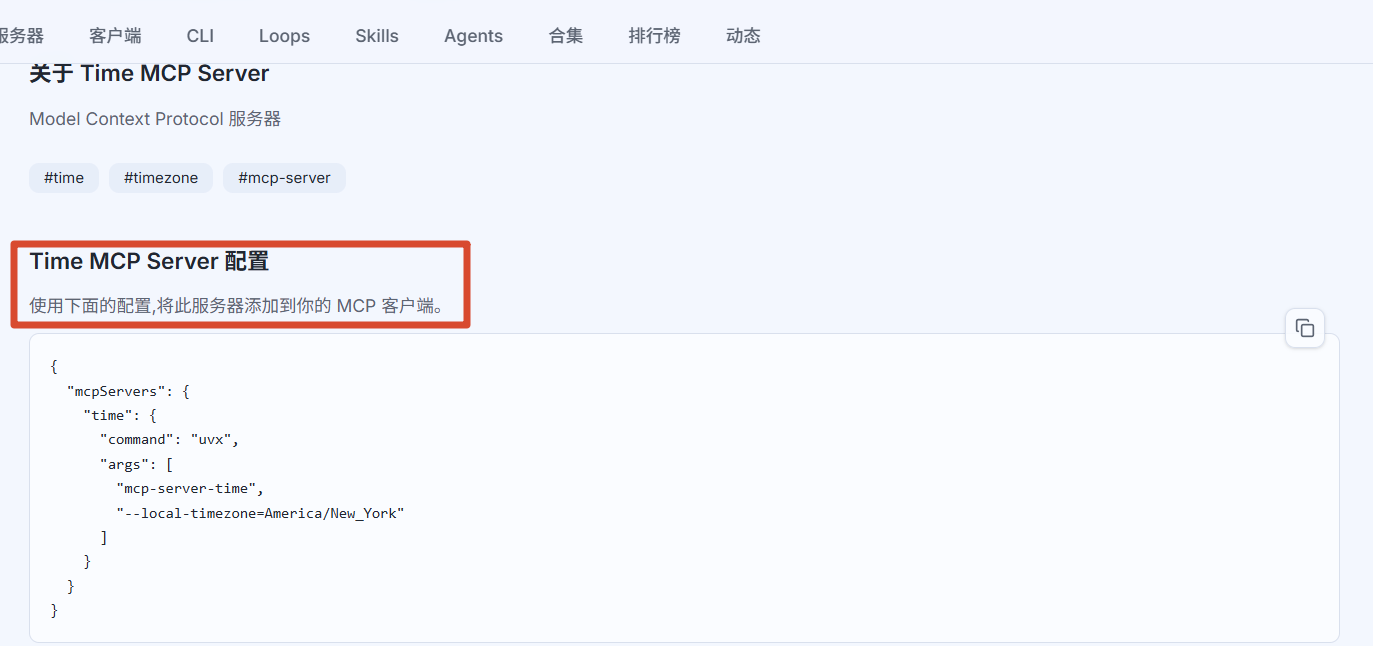 服务器 客户端 CLI Loops Skills Agents 合集 排行榜 动态
关于 Time MCP Server
Model Context Protocol 服务器
#time #timezone #mcp-server
Time MCP Server 配置
使用下面的配置,将此服务器添加到你的 MCP 客户端。
{
  "mcpServers": {
    "time": {
      "command": "uvx",
      "args": [
        "mcp-server-time",
        "--local-timezone=America/New_York"
      ]
    }
  }
}